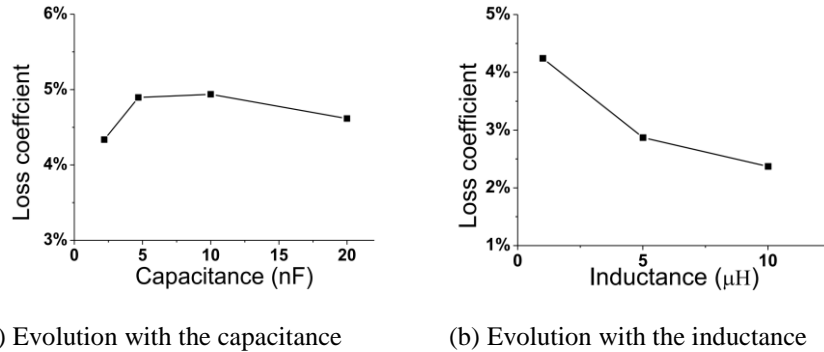 6%
5%
4%
3%
Loss coeffcient
0
5
10
15
20
Capacitance (nF)
5%
4%
3%
2%
1%
Loss coefficient
0
5
10
Inductance (μH)
) Evolution with the capacitance
(b) Evolution with the inductance